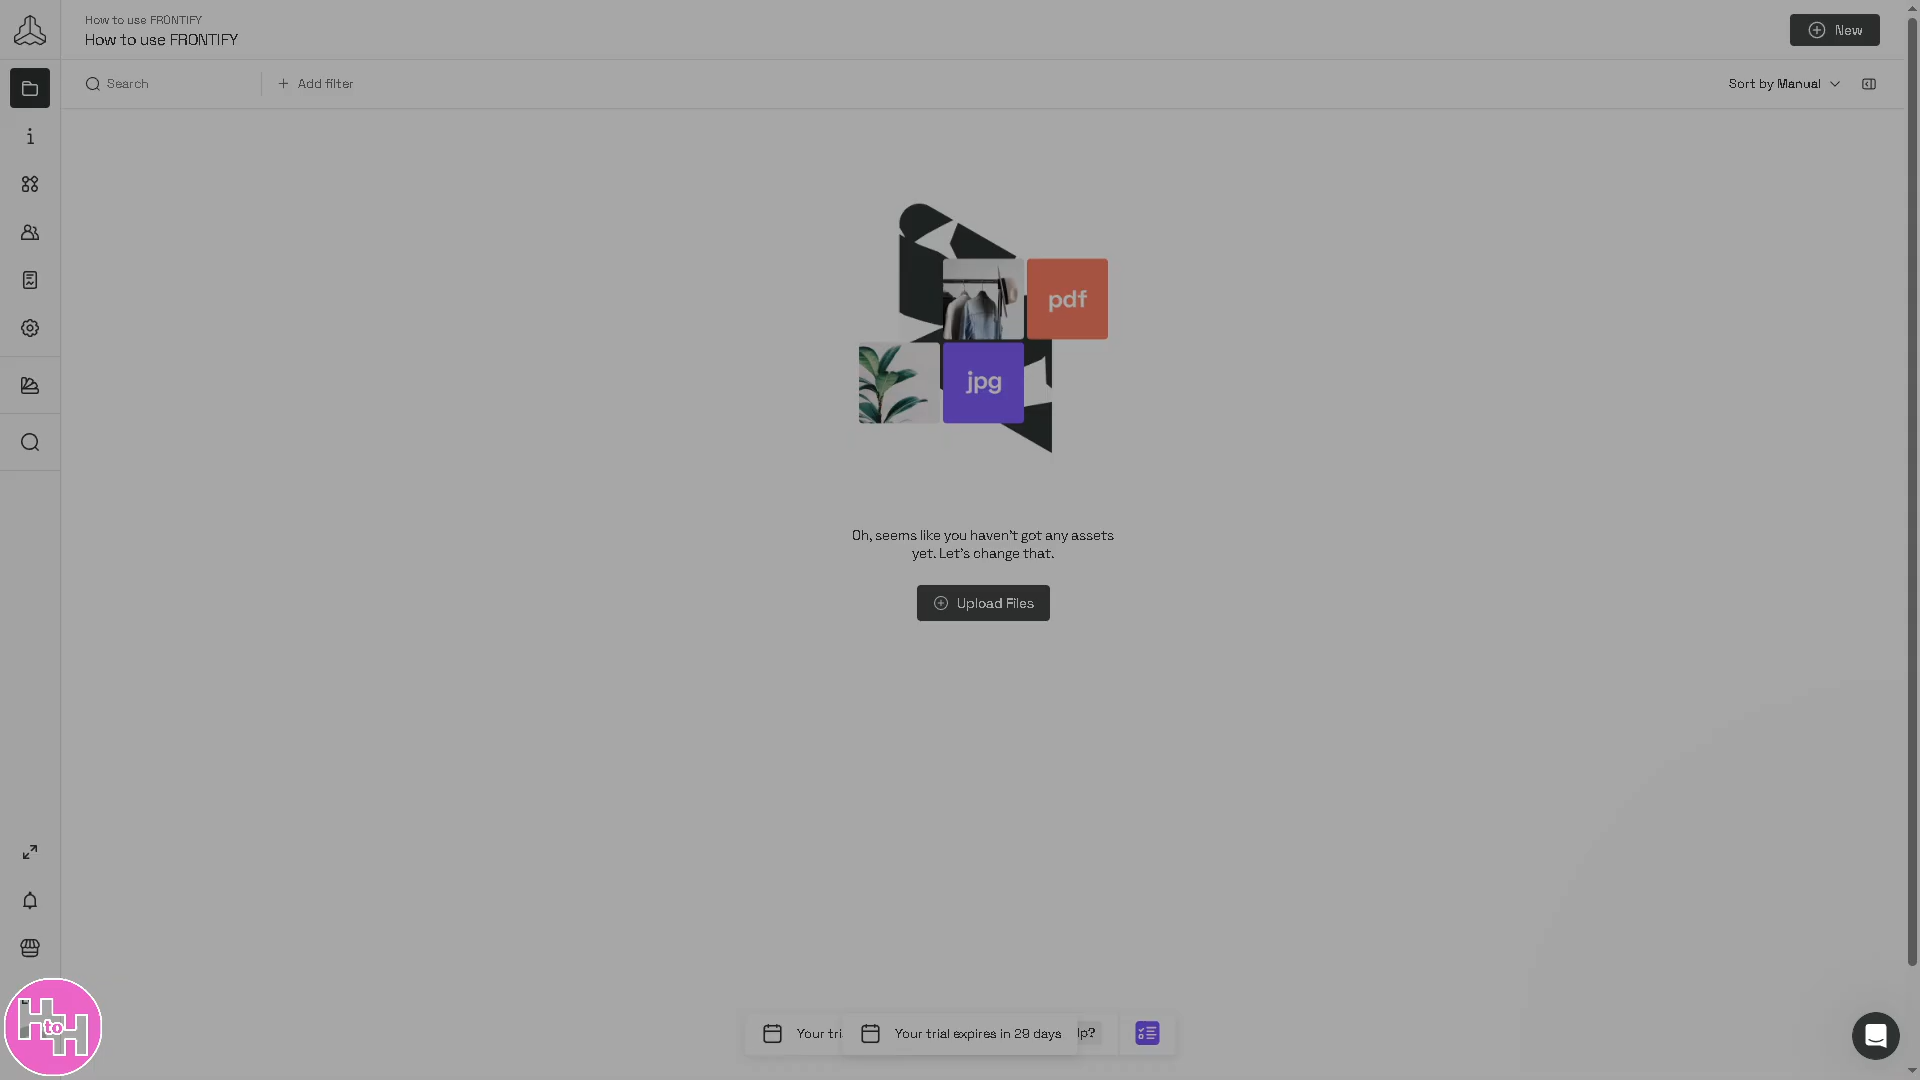 How to use FRONTIFY
How to use FRONTIFY
New
Search
Add filter
Sort by Manual
pdf
jpg
Oh, seems like you haven't got any assets
yet. Let's change that.
Upload Files
H to H
Your tri
Your trial expires in 29 days
lp?